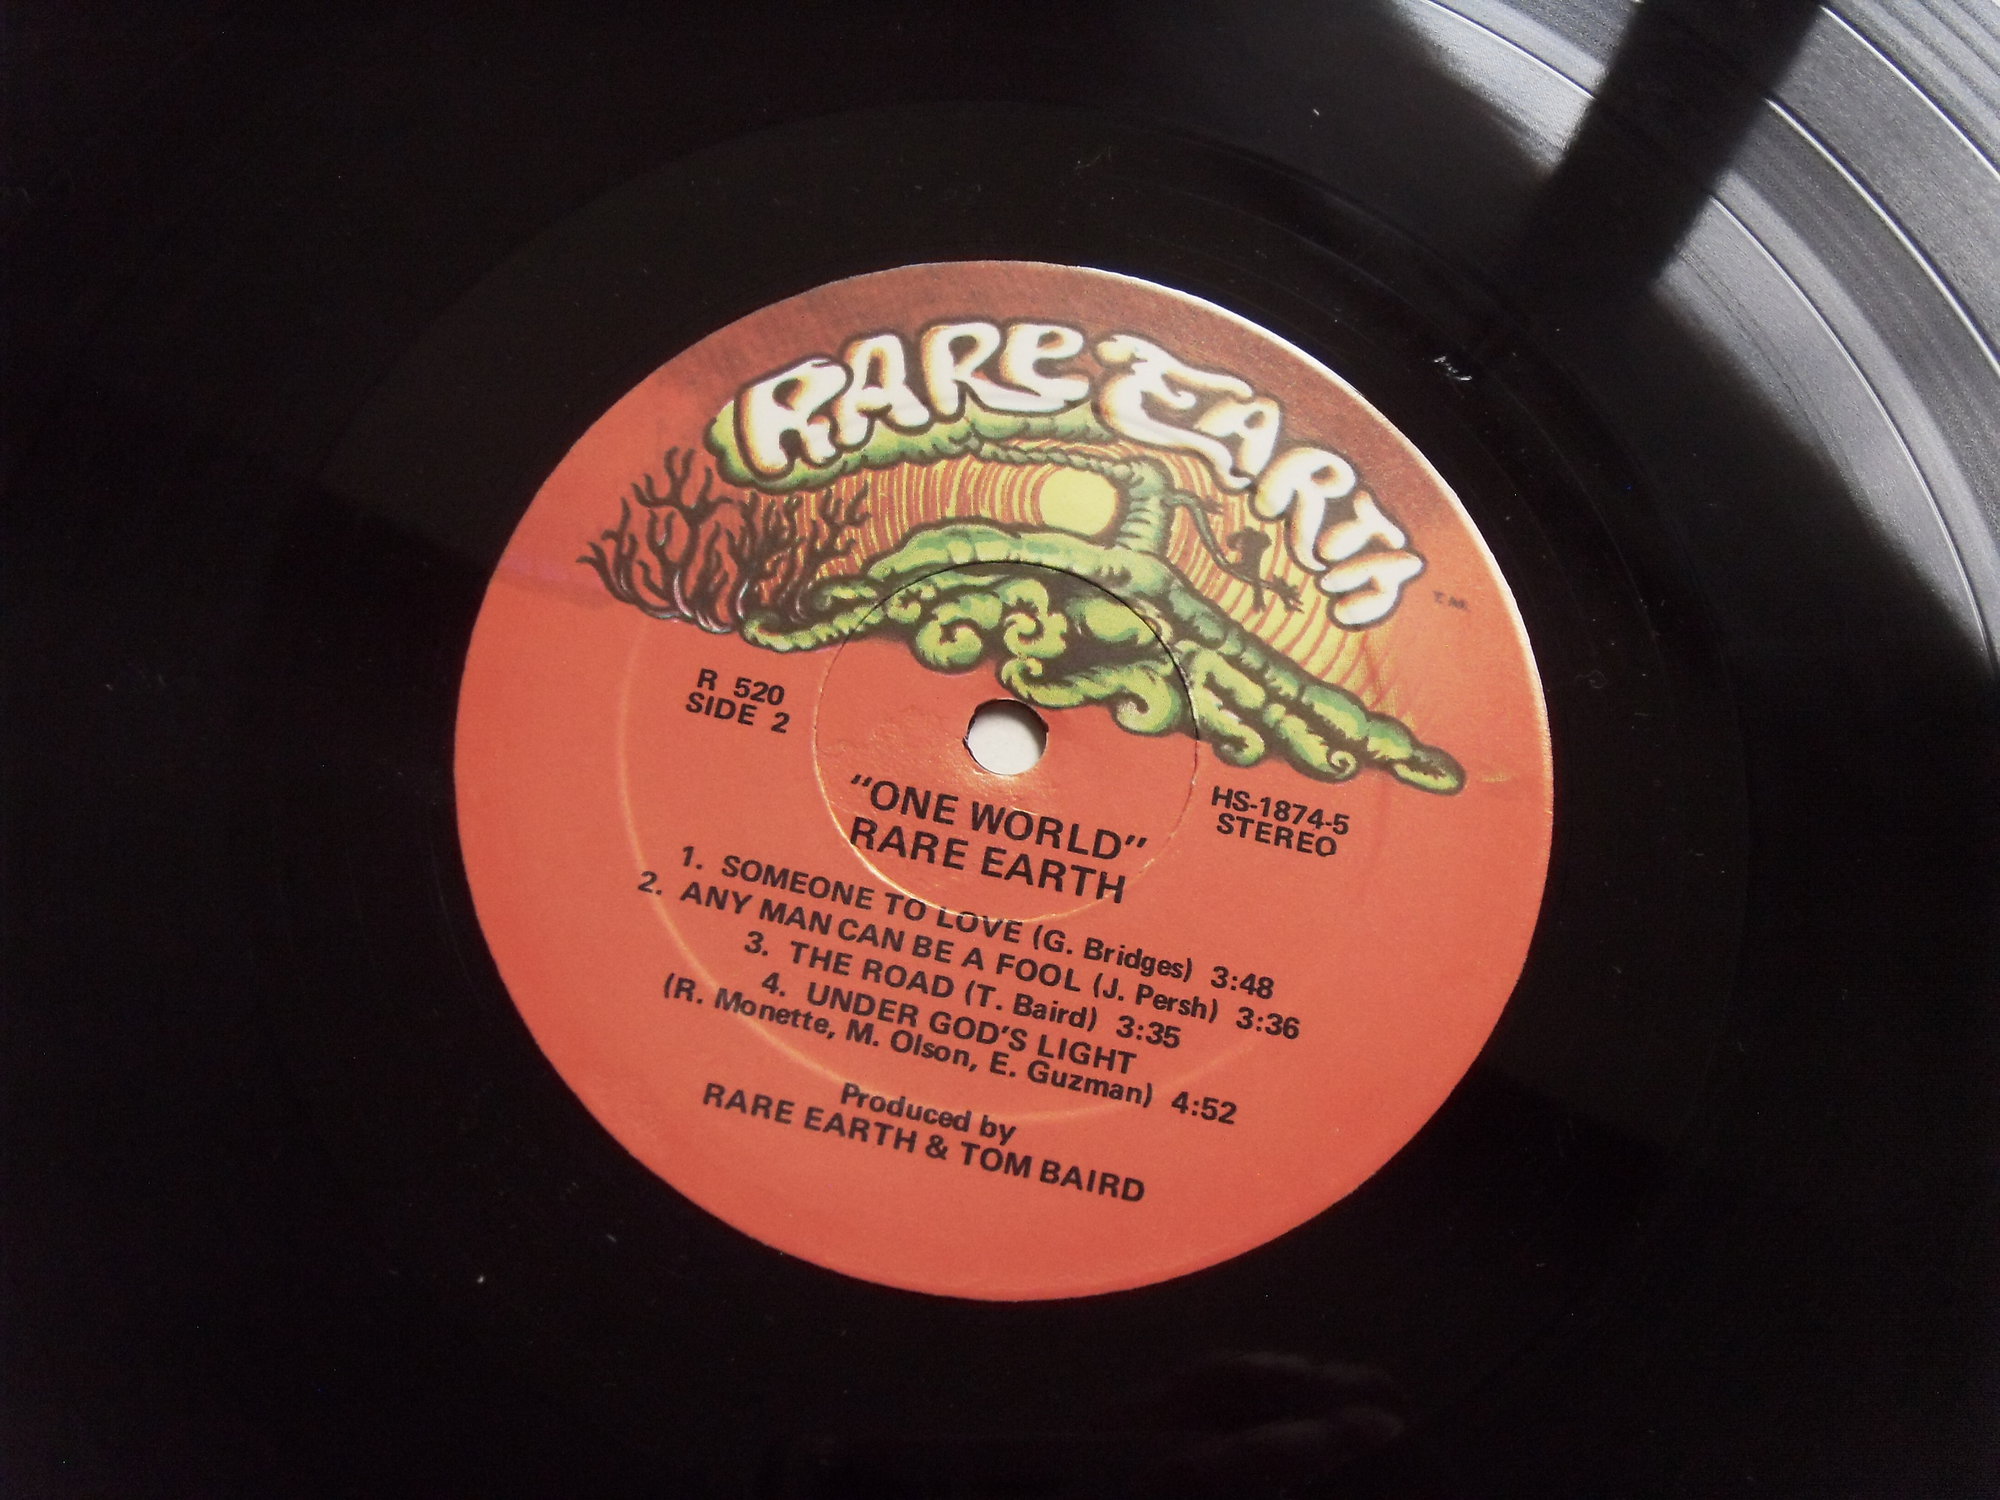 RARE EARTH
T.M.
R 520
SIDE 2
HS-1874-5
STEREO
"ONE WORLD"
RARE EARTH
1. SOMEONE TO LOVE (G. Bridges) 3:48
2. ANY MAN CAN BE A FOOL (J. Persh) 3:36
3. THE ROAD (T. Baird) 3:35
4. UNDER GOD'S LIGHT
(R. Monette, M. Olson, E. Guzman) 4:52
Produced by
RARE EARTH & TOM BAIRD